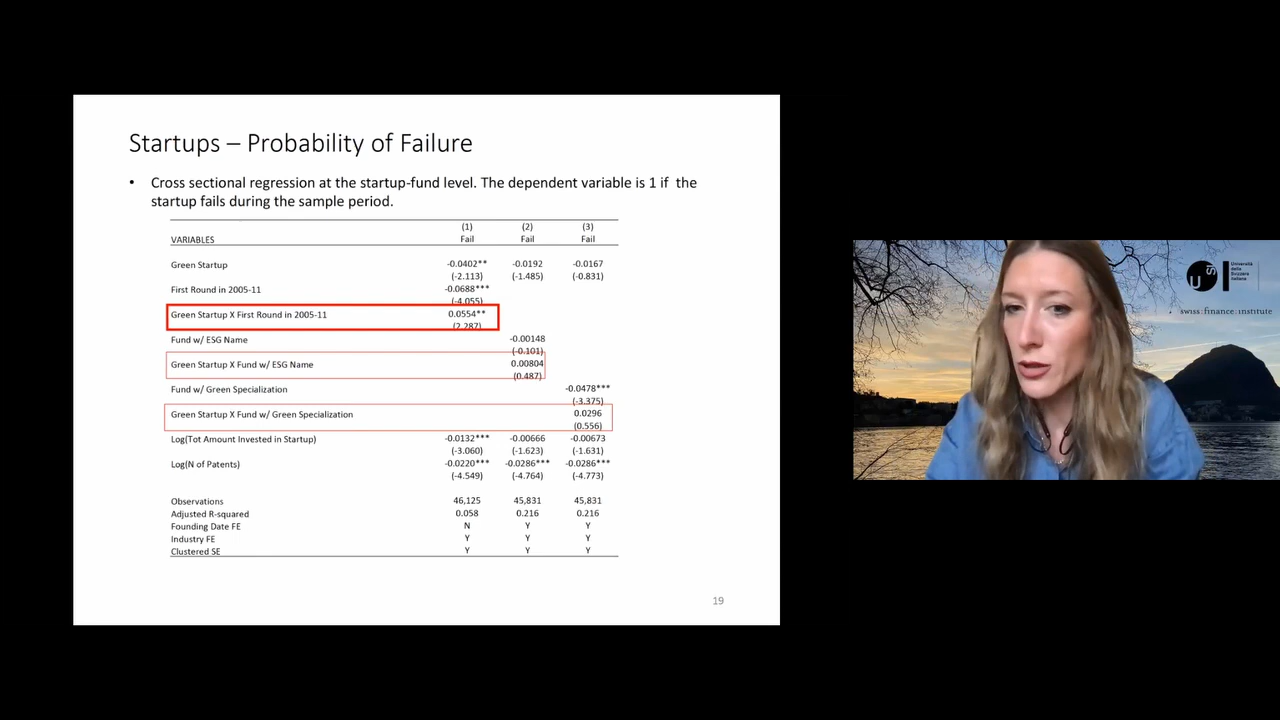 Startups – Probability of Failure
• Cross sectional regression at the startup-fund level. The dependent variable is 1 if the
startup fails during the sample period.
(1) (2) (3)
VARIABLES Fail Fail Fail
Green Startup -0.0402** -0.0192 -0.0167
(-2.113) (-1.485) (-0.831)
First Round in 2005-11 -0.0688***
(-4.055)
Green Startup X First Round in 2005-11 0.0554**
(2.287)
Fund w/ ESG Name -0.00148
(-0.101)
Green Startup X Fund w/ ESG Name 0.00804
(0.487)
Fund w/ Green Specialization -0.0478***
(-3.375)
Green Startup X Fund w/ Green Specialization 0.0296
(0.556)
Log(Tot Amount Invested in Startup) -0.0132*** -0.00666 -0.00673
(-3.060) (-1.623) (-1.631)
Log(N of Patents) -0.0220*** -0.0286*** -0.0286***
(-4.549) (-4.764) (-4.773)
Observations 46,125 45,831 45,831
Adjusted R-squared 0.058 0.216 0.216
Founding Date FE N Y Y
Industry FE Y Y Y
Clustered SE Y Y Y
19
Università
della
Svizzera
italiana
swiss:finance:institute